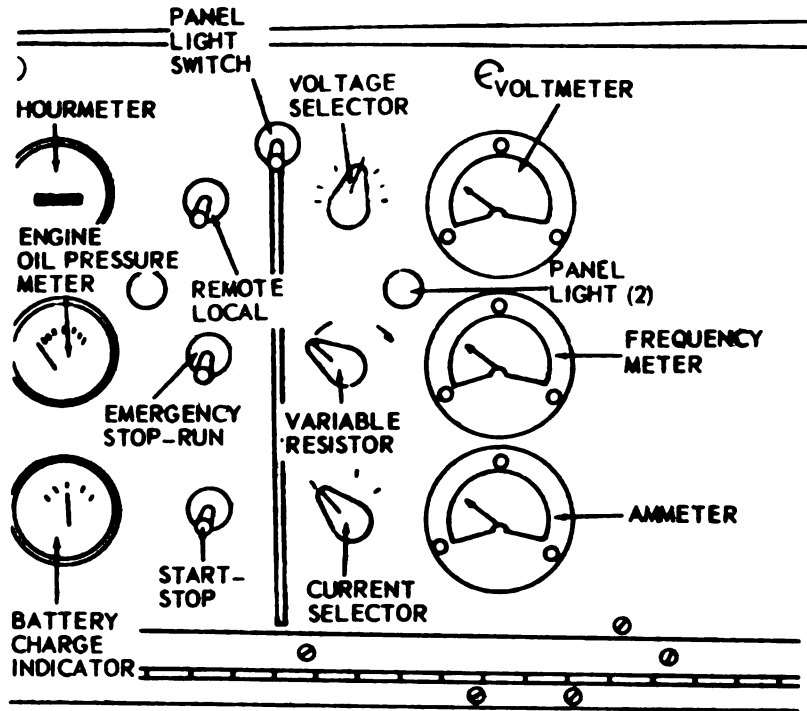 PANEL
LIGHT
SWITCH
VOLTAGE
SELECTOR
VOLTMETER
HOURMETER
ENGINE
OIL PRESSURE
METER
REMOTE
LOCAL
PANEL
LIGHT (2)
FREQUENCY
METER
EMERGENCY
STOP-RUN
VARIABLE
RESISTOR
AMMETER
START-
STOP
CURRENT
SELECTOR
BATTERY
CHARGE
INDICATOR